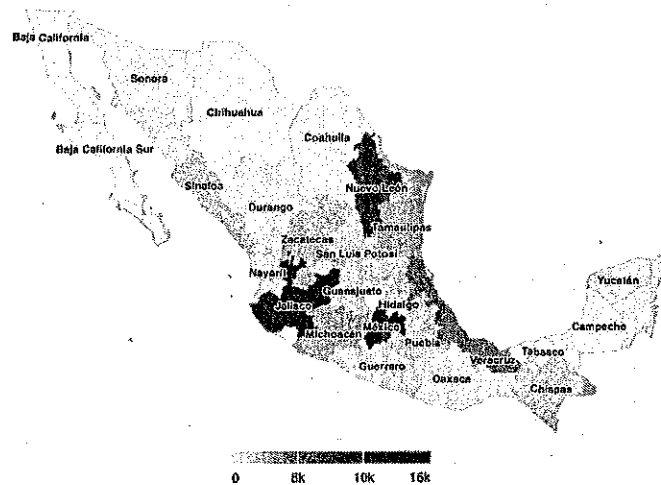 Baja California
Sonora
Chihuahua
Coahuila
Baja California Sur
Sinaloa
Nuevo León
Durango
Tamaulipas
Zacatecas
San Luis Potosí
Nayarit
Guanajuato
Hidalgo
Yucatán
Jalisco
México
Campeche
Michoacán
Puebla
Veracruz
Tabasco
Guerrero
Oaxaca
Chiapas
0 8k 10k 16k